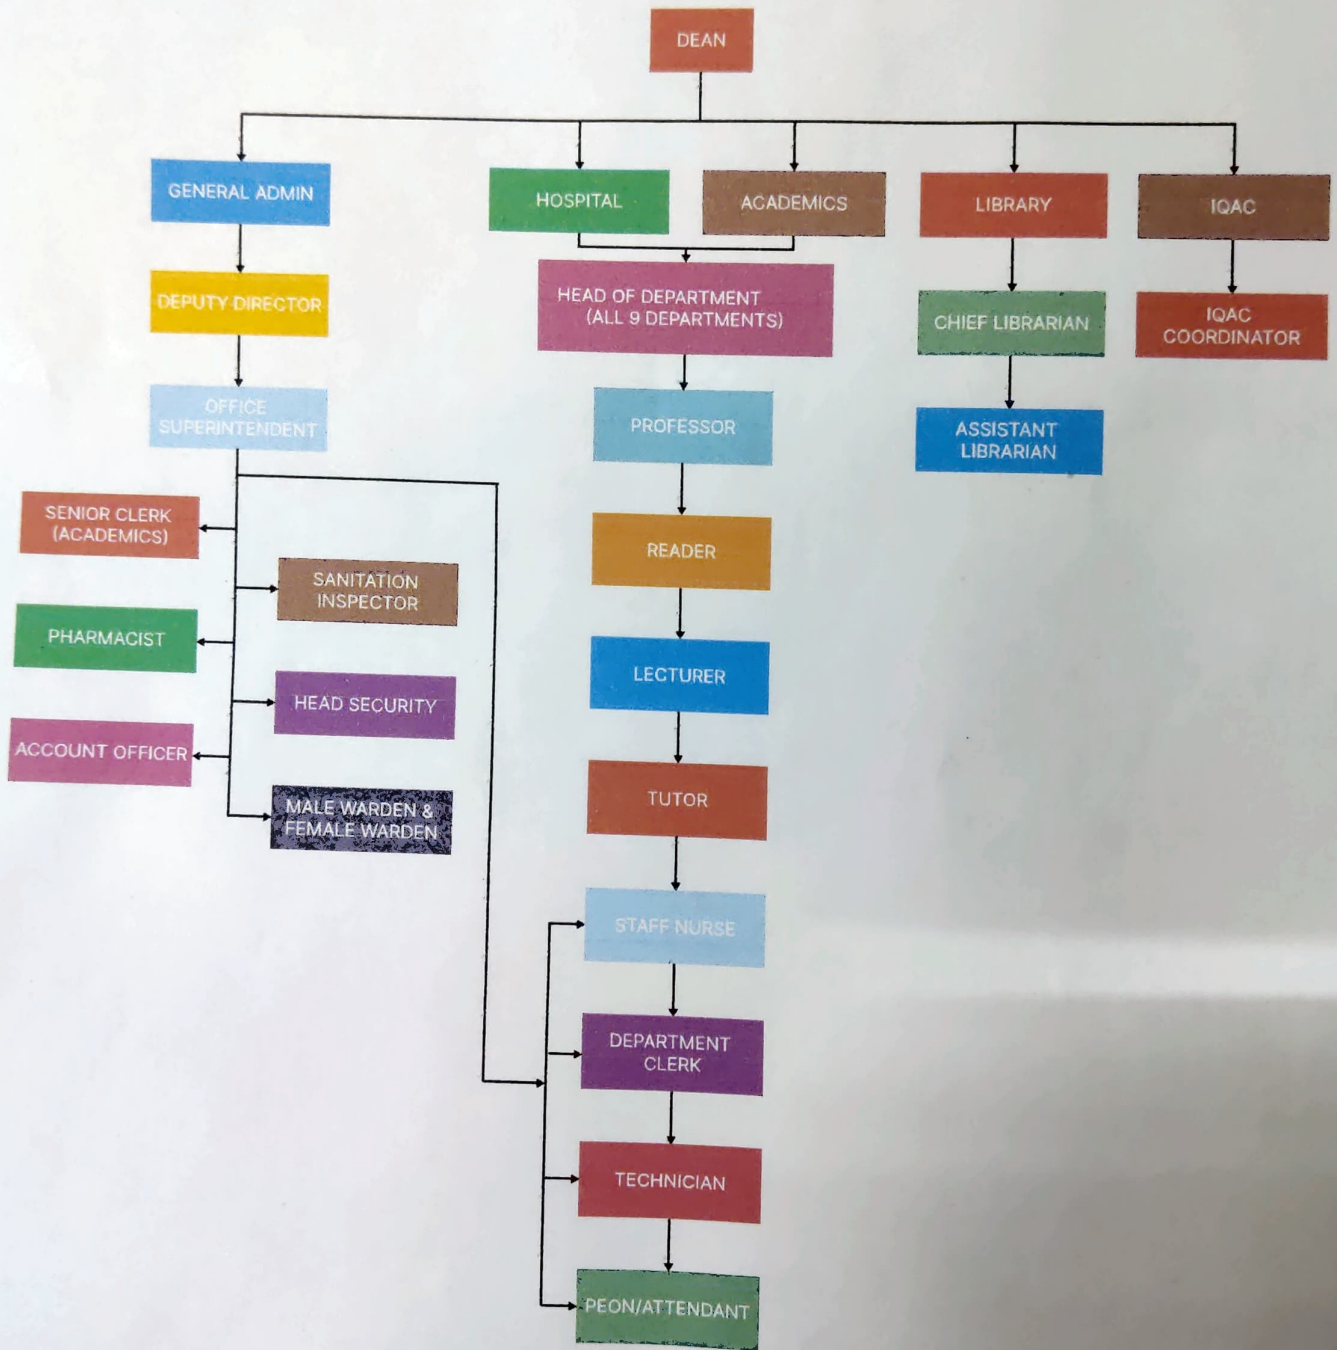 DEAN
GENERAL ADMIN
HOSPITAL
ACADEMICS
LIBRARY
IQAC
DEPUTY DIRECTOR
HEAD OF DEPARTMENT
(ALL 9 DEPARTMENTS)
CHIEF LIBRARIAN
IQAC
COORDINATOR
OFFICE
SUPERINTENDENT
PROFESSOR
ASSISTANT
LIBRARIAN
SENIOR CLERK
(ACADEMICS)
READER
SANITATION
INSPECTOR
PHARMACIST
LECTURER
HEAD SECURITY
ACCOUNT OFFICER
TUTOR
MALE WARDEN &
FEMALE WARDEN
STAFF NURSE
DEPARTMENT
CLERK
TECHNICIAN
PEON/ATTENDANT